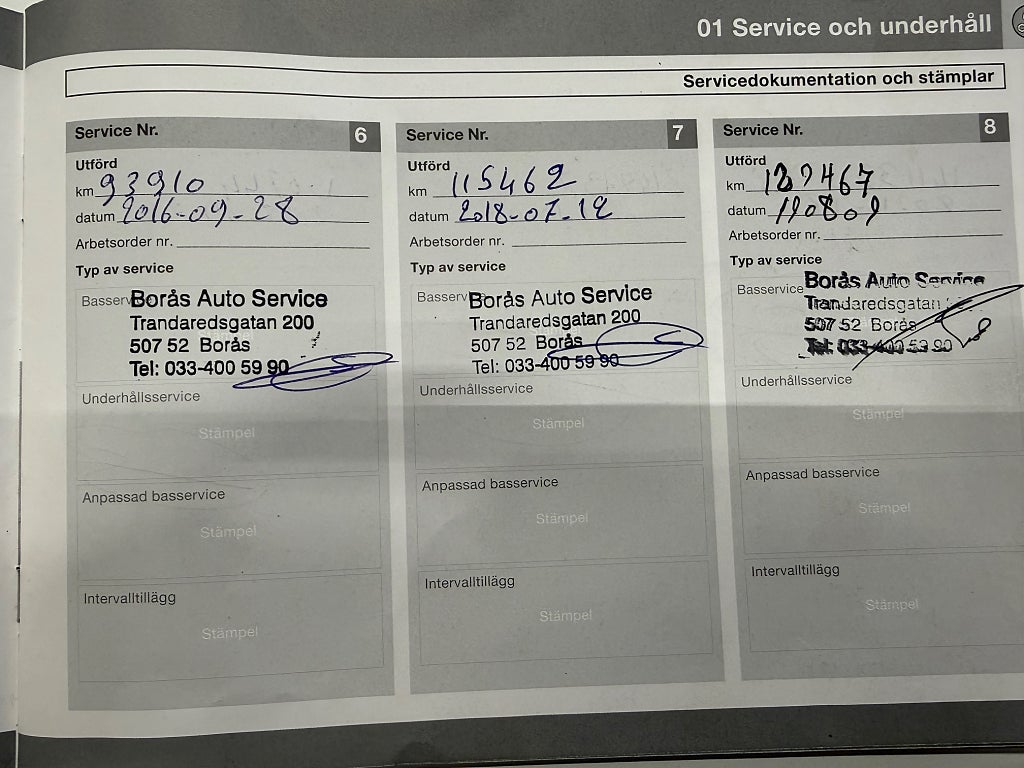 01 Service och underhåll
Servicedokumentation och stämplar
Service Nr. 6
Utförd
km 93910
datum 2016-09-28
Arbetsorder nr.
Typ av service
Basserv
Borås Auto Service
Trandaredsgatan 200
507 52 Borås
Tel: 033-400 59 90
Underhållsservice
Stämpel
Anpassad basservice
Stämpel
Intervalltillägg
Stämpel
Service Nr. 7
Utförd
km 115462
datum 2018-07-12
Arbetsorder nr.
Typ av service
Basserv
Borås Auto Service
Trandaredsgatan 200
507 52 Borås
Tel: 033-400 59 90
Underhållsservice
Stämpel
Anpassad basservice
Stämpel
Intervalltillägg
Stämpel
Service Nr. 8
Utförd
km
datum 190809
Arbetsorder nr.
Typ av service
Basservice
Borås Auto Service
Trandaredsgatan
507 52 Borås
Tel: 033-400 59 90
Underhållsservice
Stämpel
Anpassad basservice
Stämpel
Intervalltillägg
Stämpel